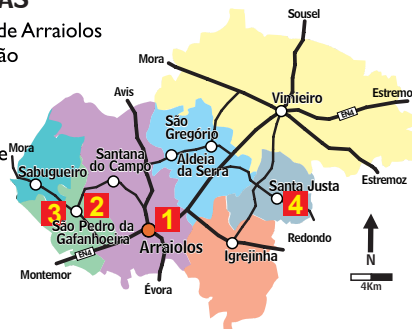 AS
de Arraiolos
ão
Sousel
Mora
Avis
Vimieiro
Estremo
EN4
São
Gregório
Aldeia
da Serra
Santana
do Campo
e
Mora
Sabugueiro
Estremoz
Santa Justa
3
2
1
4
São Pedro da
Gafanhoeira
Arraiolos
Redondo
Igrejinha
EN4
Montemor
Évora
N
4Km